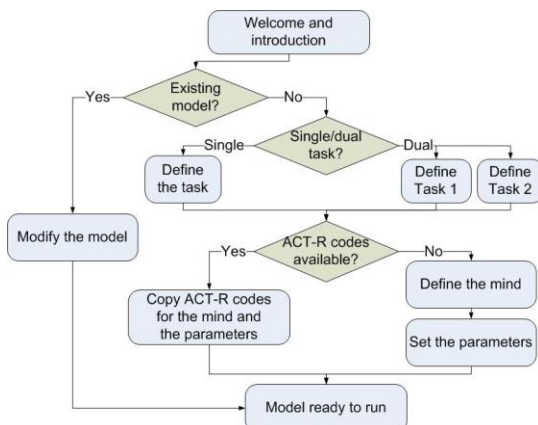 Welcome and
introduction
Existing
model?
Yes
No
Single/dual
task?
Single
Dual
Define
the task
Define
Task 1
Define
Task 2
Modify the model
ACT-R codes
available?
Yes
No
Copy ACT-R codes
for the mind and
the parameters
Define the mind
Set the parameters
Model ready to run